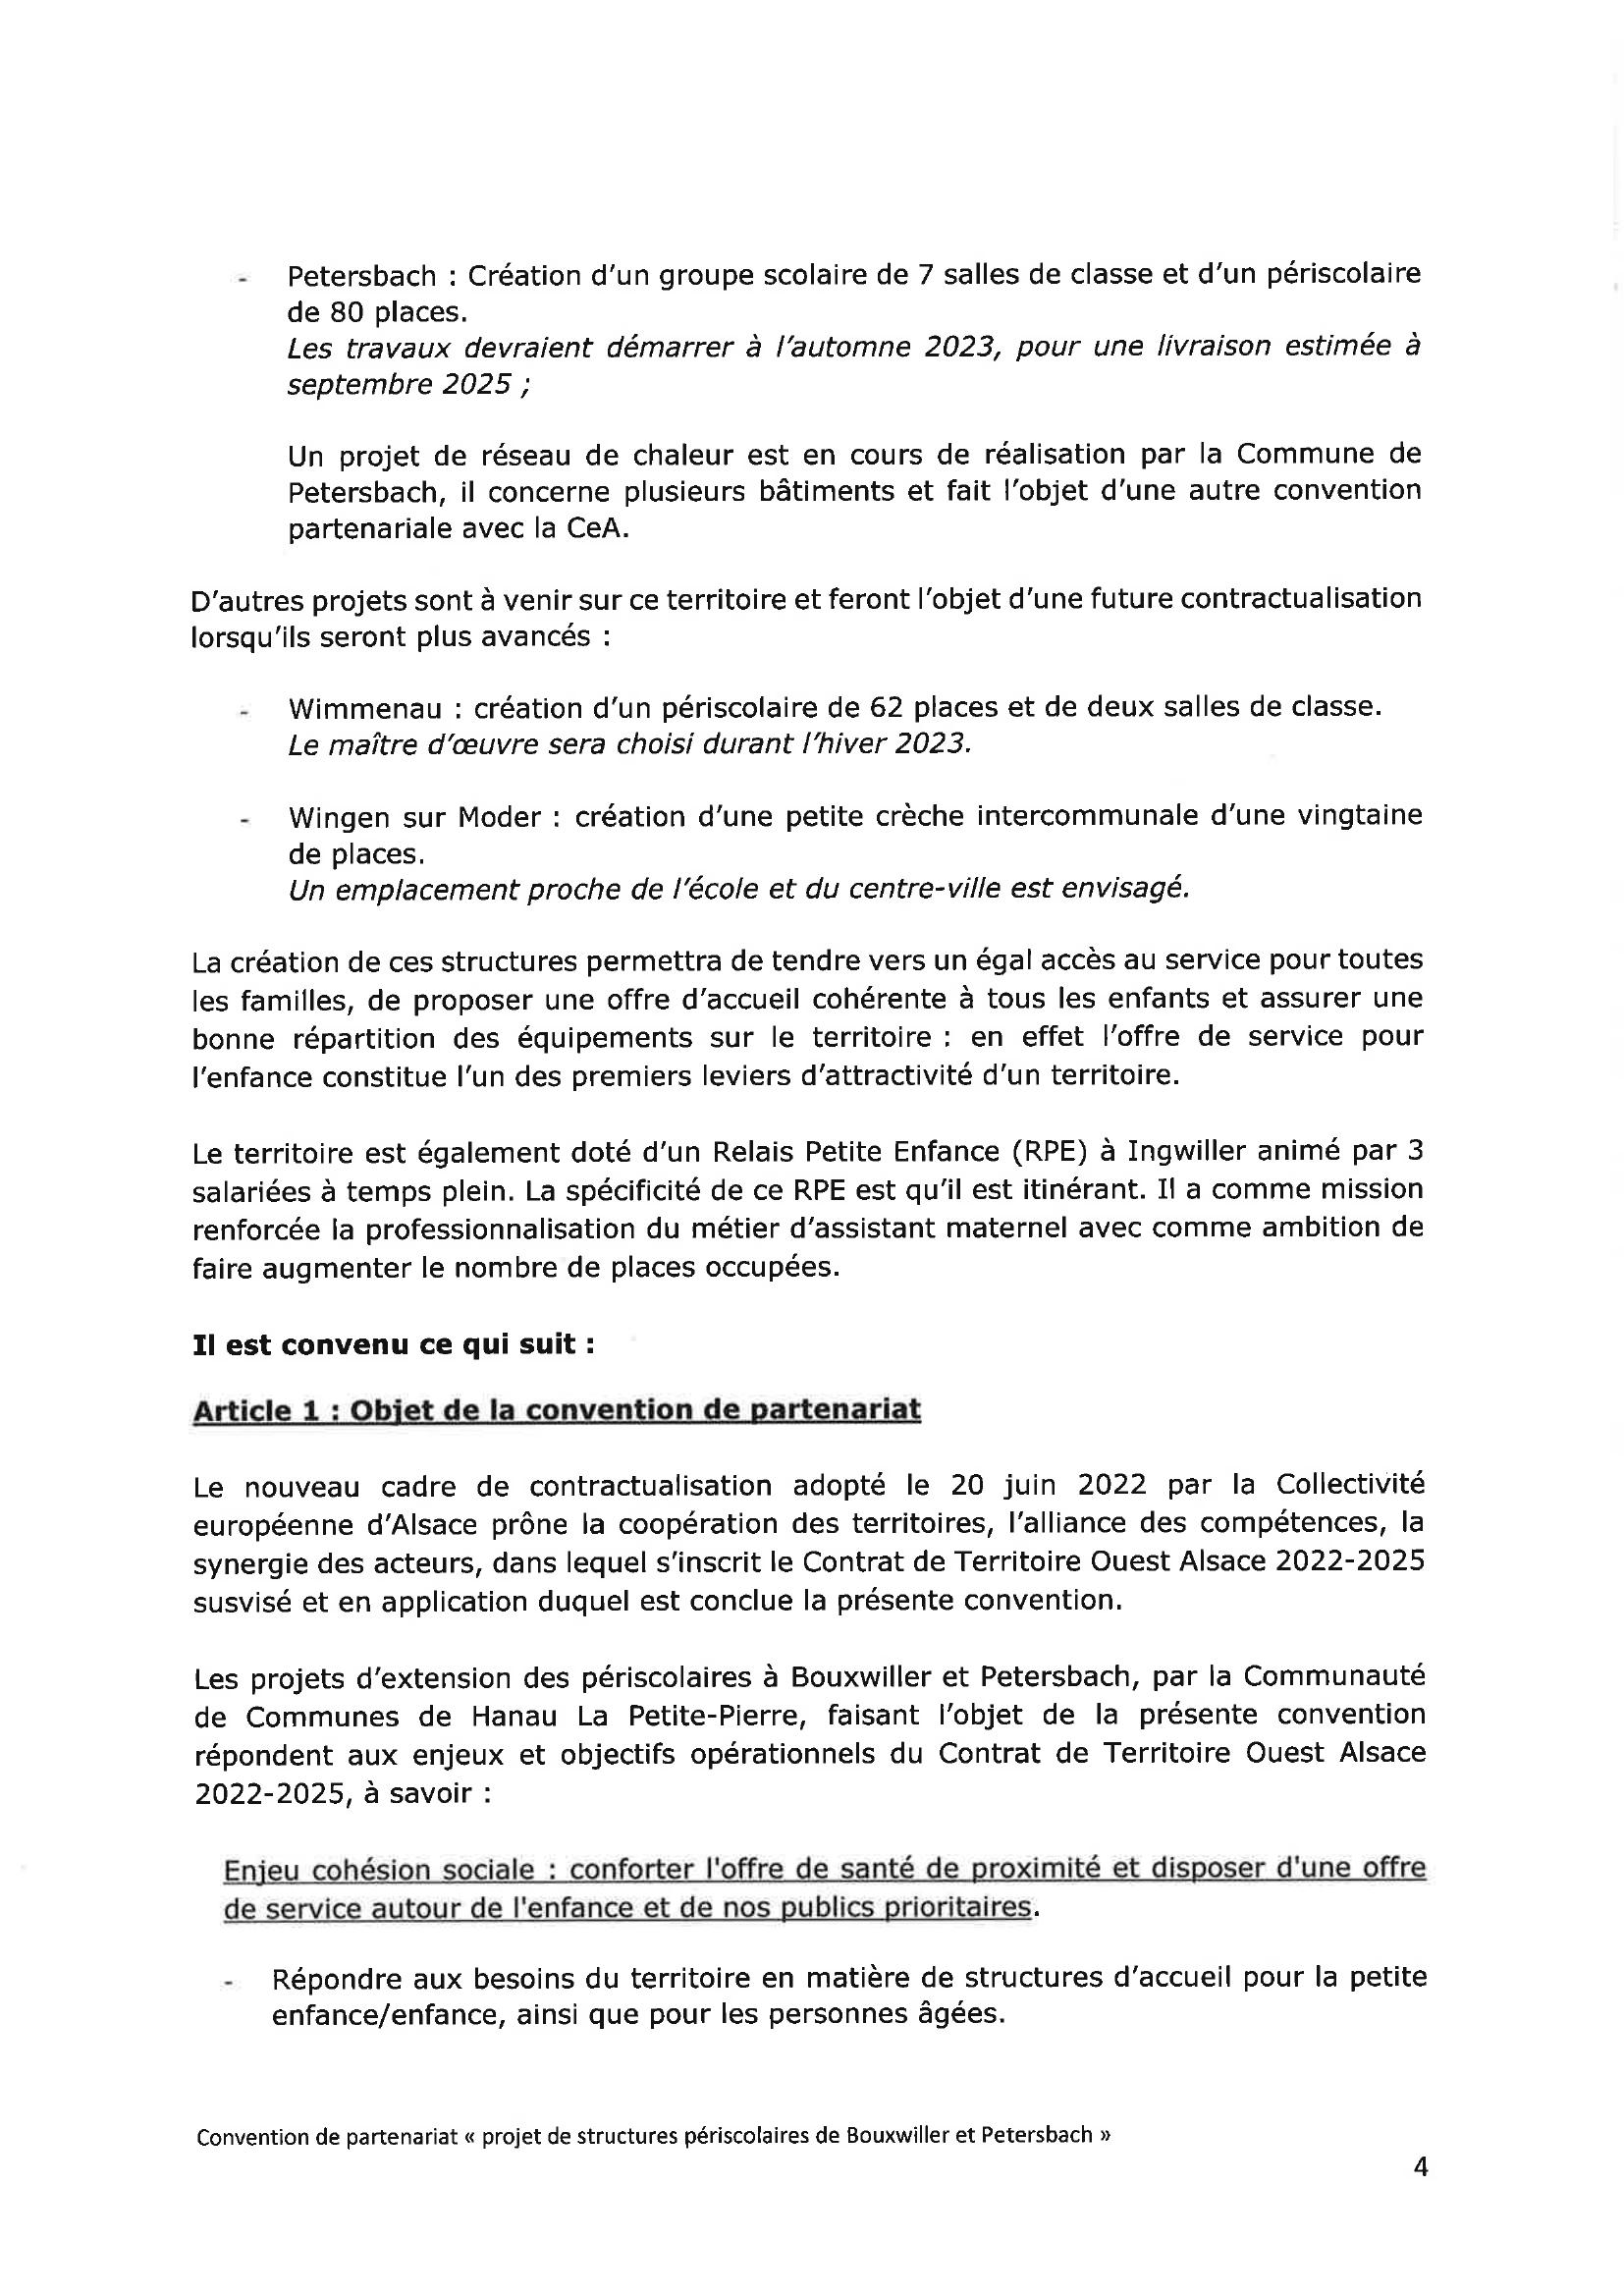 - Petersbach : Création d'un groupe scolaire de 7 salles de classe et d'un périscolaire
de 80 places.
Les travaux devraient démarrer à l'automne 2023, pour une livraison estimée à
septembre 2025 ;
Un projet de réseau de chaleur est en cours de réalisation par la Commune de
Petersbach, il concerne plusieurs bâtiments et fait l'objet d'une autre convention
partenariale avec la CeA.
D'autres projets sont à venir sur ce territoire et feront l'objet d'une future contractualisation
lorsqu'ils seront plus avancés :
- Wimmenau : création d'un périscolaire de 62 places et de deux salles de classe.
Le maître d'œuvre sera choisi durant l'hiver 2023.
- Wingen sur Moder : création d'une petite crèche intercommunale d'une vingtaine
de places.
Un emplacement proche de l'école et du centre-ville est envisagé.
La création de ces structures permettra de tendre vers un égal accès au service pour toutes
les familles, de proposer une offre d'accueil cohérente à tous les enfants et assurer une
bonne répartition des équipements sur le territoire : en effet l'offre de service pour
l'enfance constitue l'un des premiers leviers d'attractivité d'un territoire.
Le territoire est également doté d'un Relais Petite Enfance (RPE) à Ingwiller animé par 3
salariées à temps plein. La spécificité de ce RPE est qu'il est itinérant. Il a comme mission
renforcée la professionnalisation du métier d'assistant maternel avec comme ambition de
faire augmenter le nombre de places occupées.
Il est convenu ce qui suit :
Article 1 : Objet de la convention de partenariat
Le nouveau cadre de contractualisation adopté le 20 juin 2022 par la Collectivité
européenne d'Alsace prône la coopération des territoires, l'alliance des compétences, la
synergie des acteurs, dans lequel s'inscrit le Contrat de Territoire Ouest Alsace 2022-2025
susvisé et en application duquel est conclue la présente convention.
Les projets d'extension des périscolaires à Bouxwiller et Petersbach, par la Communauté
de Communes de Hanau La Petite-Pierre, faisant l'objet de la présente convention
répondent aux enjeux et objectifs opérationnels du Contrat de Territoire Ouest Alsace
2022-2025, à savoir :
Enjeu cohésion sociale : conforter l'offre de santé de proximité et disposer d'une offre
de service autour de l'enfance et de nos publics prioritaires.
- Répondre aux besoins du territoire en matière de structures d'accueil pour la petite
enfance/enfance, ainsi que pour les personnes âgées.
Convention de partenariat « projet de structures périscolaires de Bouxwiller et Petersbach »
4